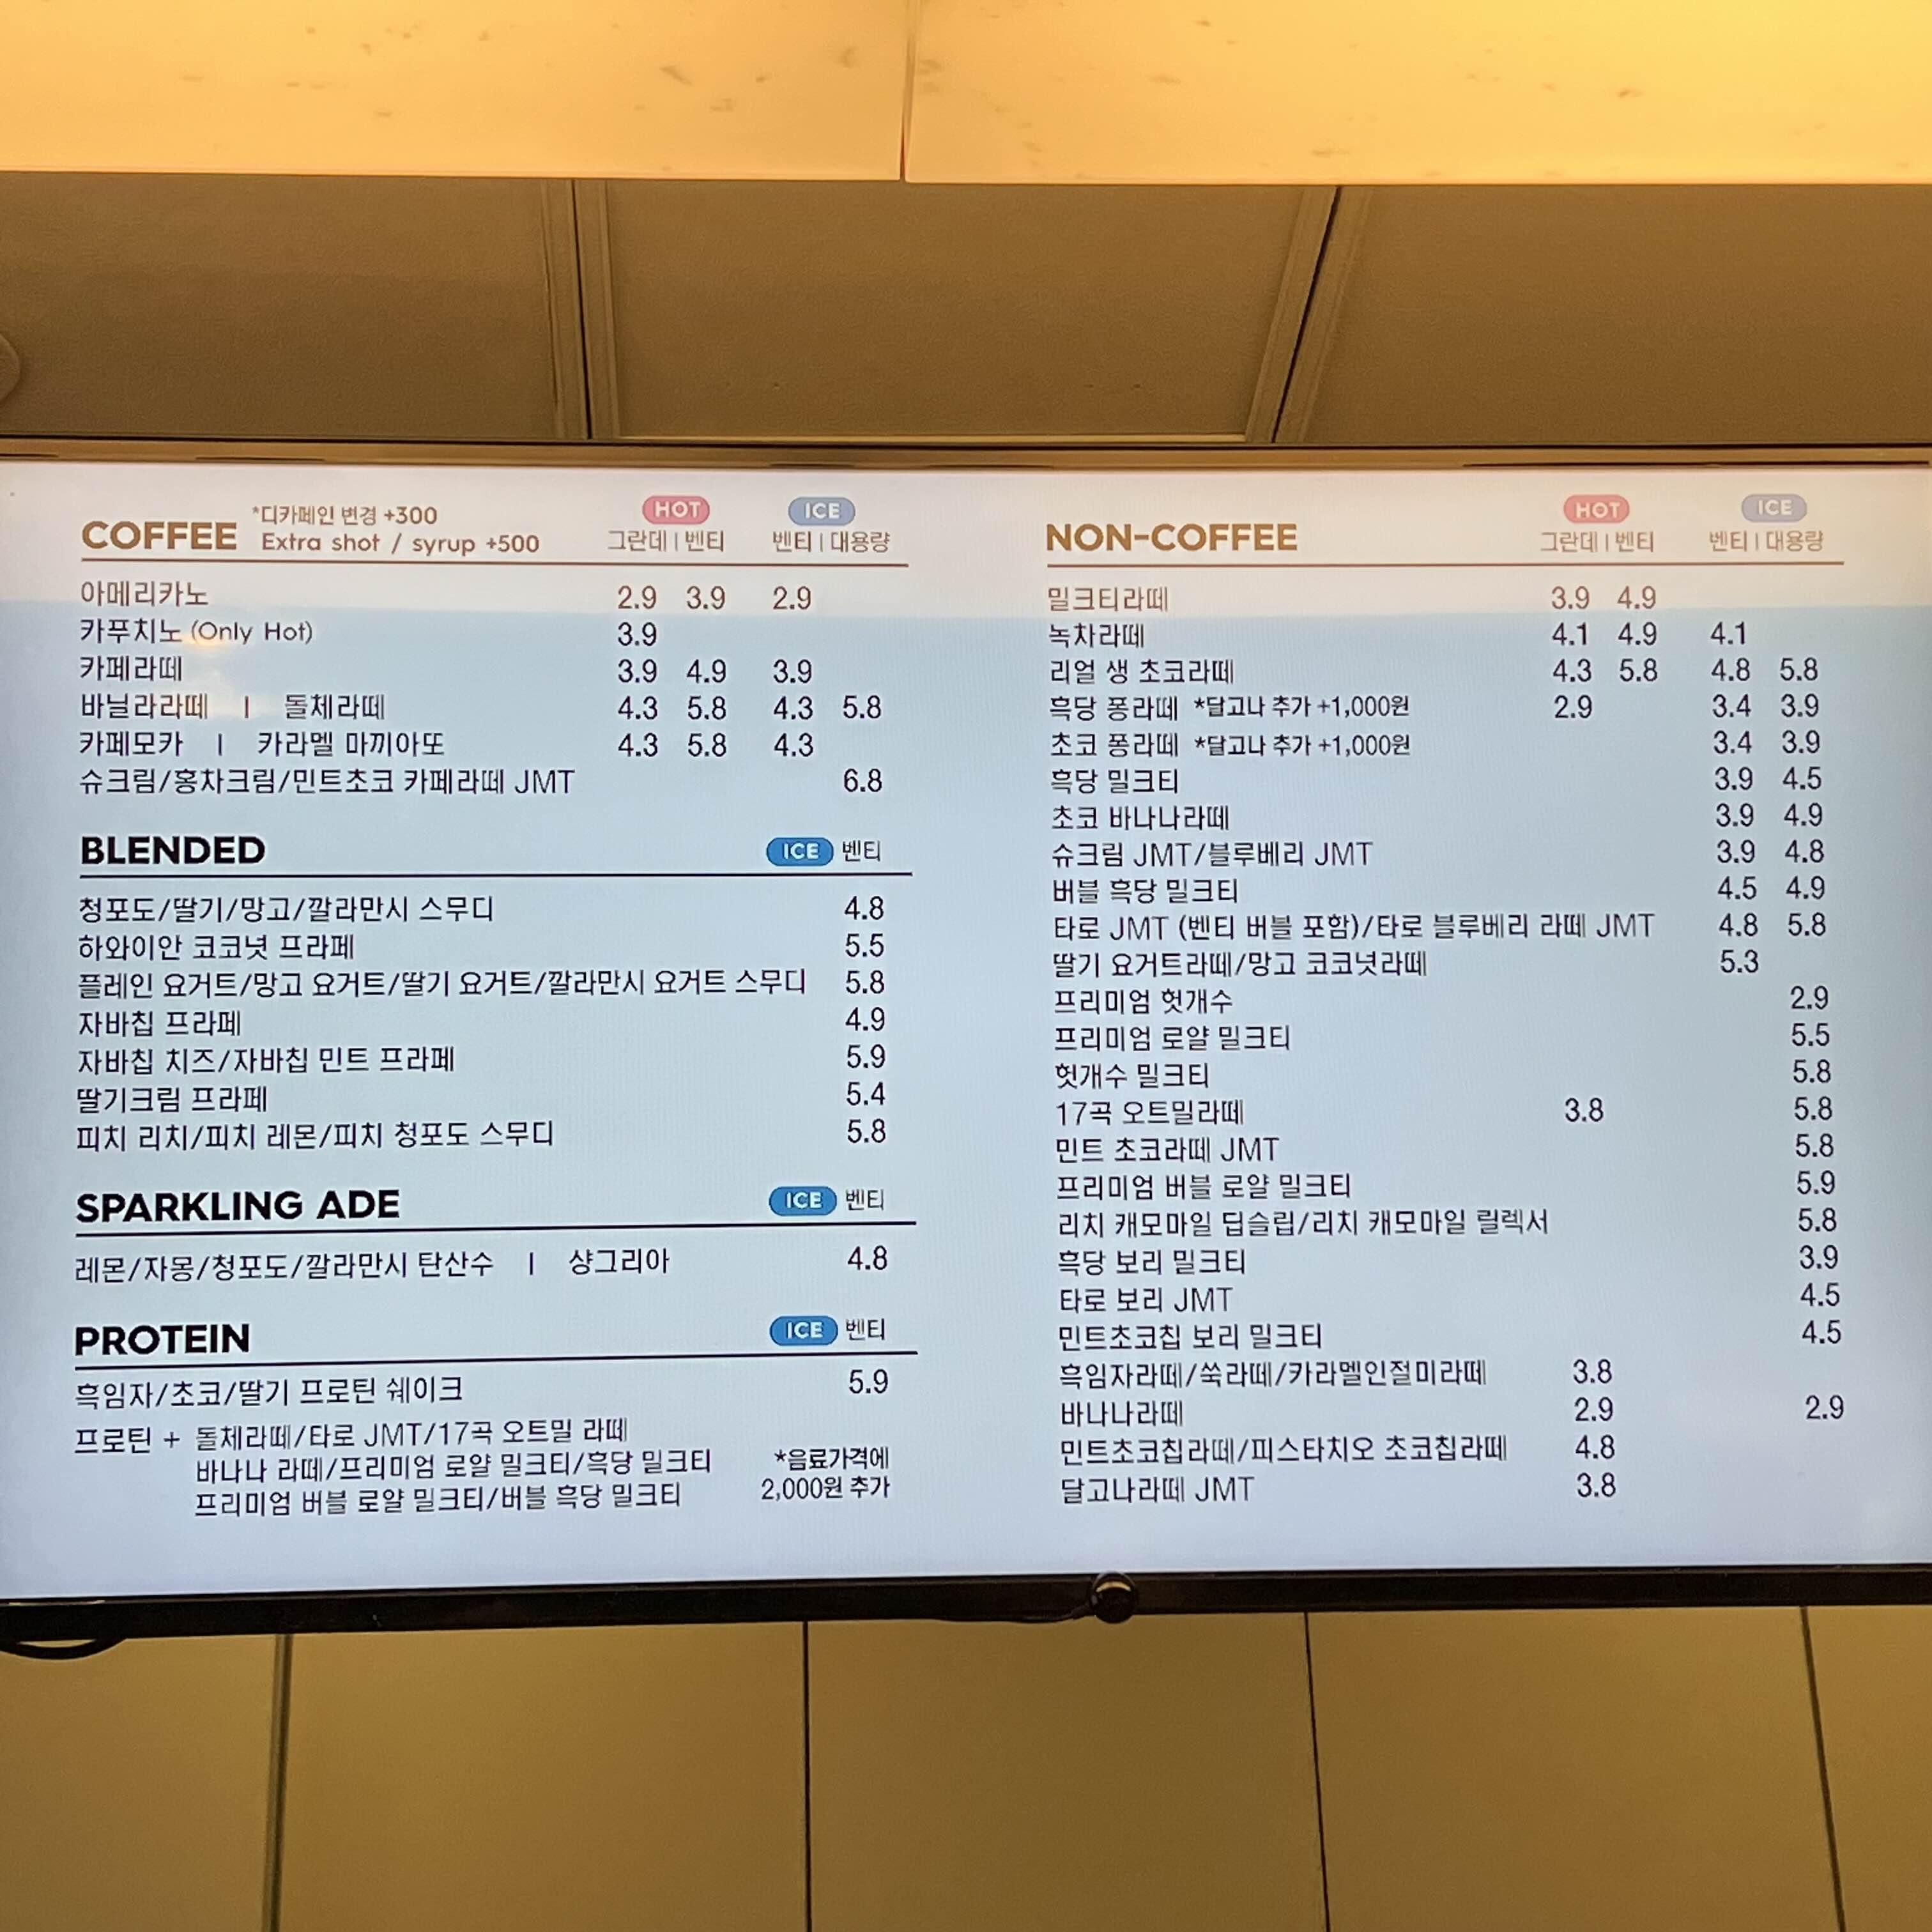 COFFEE *디카페인 변경 +300
Extra shot / syrup +500
HOT ICE
그란데 | 벤티 벤티 | 대용량
아메리카노 2.9 3.9 2.9
카푸치노 (Only Hot) 3.9
카페라떼 3.9 4.9 3.9
바닐라라떼 | 돌체라떼 4.3 5.8 4.3 5.8
카페모카 | 카라멜 마끼아또 4.3 5.8 4.3
슈크림/홍차크림/민트초코 카페라떼 JMT 6.8
BLENDED ICE 벤티
청포도/딸기/망고/깔라만시 스무디 4.8
하와이안 코코넛 프라페 5.5
플레인 요거트/망고 요거트/딸기 요거트/깔라만시 요거트 스무디 5.8
자바칩 프라페 4.9
자바칩 치즈/자바칩 민트 프라페 5.9
딸기크림 프라페 5.4
피치 리치/피치 레몬/피치 청포도 스무디 5.8
SPARKLING ADE ICE 벤티
레몬/자몽/청포도/깔라만시 탄산수 | 샹그리아 4.8
PROTEIN ICE 벤티
흑임자/초코/딸기 프로틴 쉐이크 5.9
프로틴 + 돌체라떼/타로 JMT/17곡 오트밀 라떼
바나나 라떼/프리미엄 로얄 밀크티/흑당 밀크티 *음료가격에
프리미엄 버블 로얄 밀크티/버블 흑당 밀크티 2,000원 추가
NON-COFFEE HOT ICE
그란데 | 벤티 벤티 | 대용량
밀크티라떼 3.9 4.9
녹차라떼 4.1 4.9 4.1
리얼 생 초코라떼 4.3 5.8 4.8 5.8
흑당 퐁라떼 *달고나 추가 +1,000원 2.9 3.4 3.9
초코 퐁라떼 *달고나 추가 +1,000원 3.4 3.9
흑당 밀크티 3.9 4.5
초코 바나나라떼 3.9 4.9
슈크림 JMT/블루베리 JMT 3.9 4.8
버블 흑당 밀크티 4.5 4.9
타로 JMT (벤티 버블 포함)/타로 블루베리 라떼 JMT 4.8 5.8
딸기 요거트라떼/망고 코코넛라떼 5.3
프리미엄 헛개수 2.9
프리미엄 로얄 밀크티 5.5
헛개수 밀크티 5.8
17곡 오트밀라떼 3.8 5.8
민트 초코라떼 JMT 5.8
프리미엄 버블 로얄 밀크티 5.9
리치 캐모마일 딥슬립/리치 캐모마일 릴렉서 5.8
흑당 보리 밀크티 3.9
타로 보리 JMT 4.5
민트초코칩 보리 밀크티 4.5
흑임자라떼/쑥라떼/카라멜인절미라떼 3.8
바나나라떼 2.9 2.9
민트초코칩라떼/피스타치오 초코칩라떼 4.8
달고나라떼 JMT 3.8